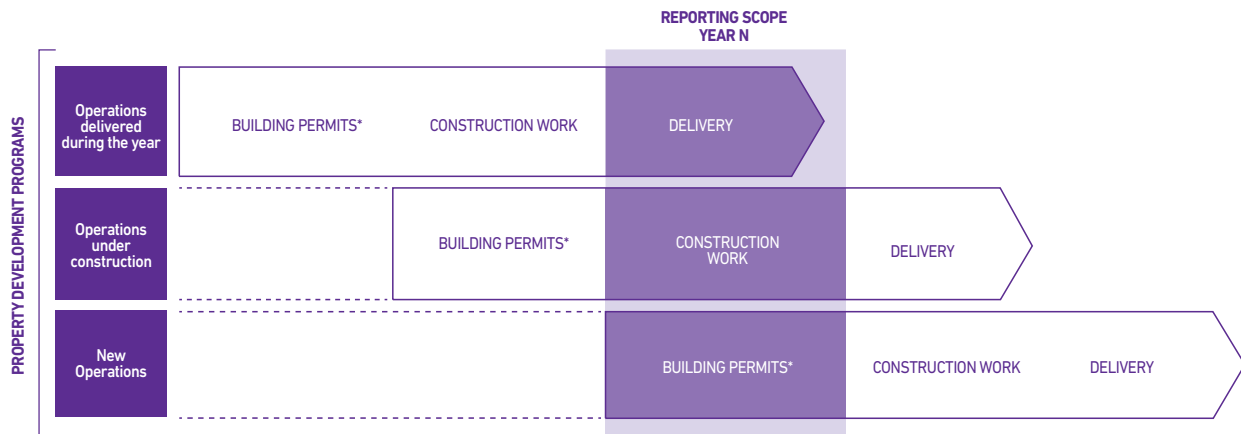 REPORTING SCOPE
YEAR N
PROPERTY DEVELOPMENT PROGRAMS
Operations
delivered
during the year
BUILDING PERMITS*
CONSTRUCTION WORK
DELIVERY
Operations
under
construction
BUILDING PERMITS*
CONSTRUCTION
WORK
DELIVERY
New
Operations
BUILDING PERMITS*
CONSTRUCTION WORK
DELIVERY